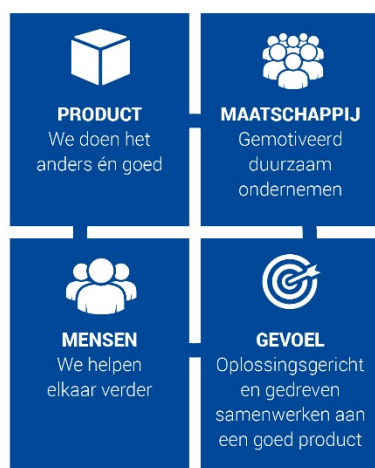 PRODUCT
We doen het
anders én goed
MAATSCHAPPIJ
Gemotiveerd
duurzaam
ondernemen
MENSEN
We helpen
elkaar verder
GEVOEL
Oplossingsgericht
en gedreven
samenwerken aan
een goed product